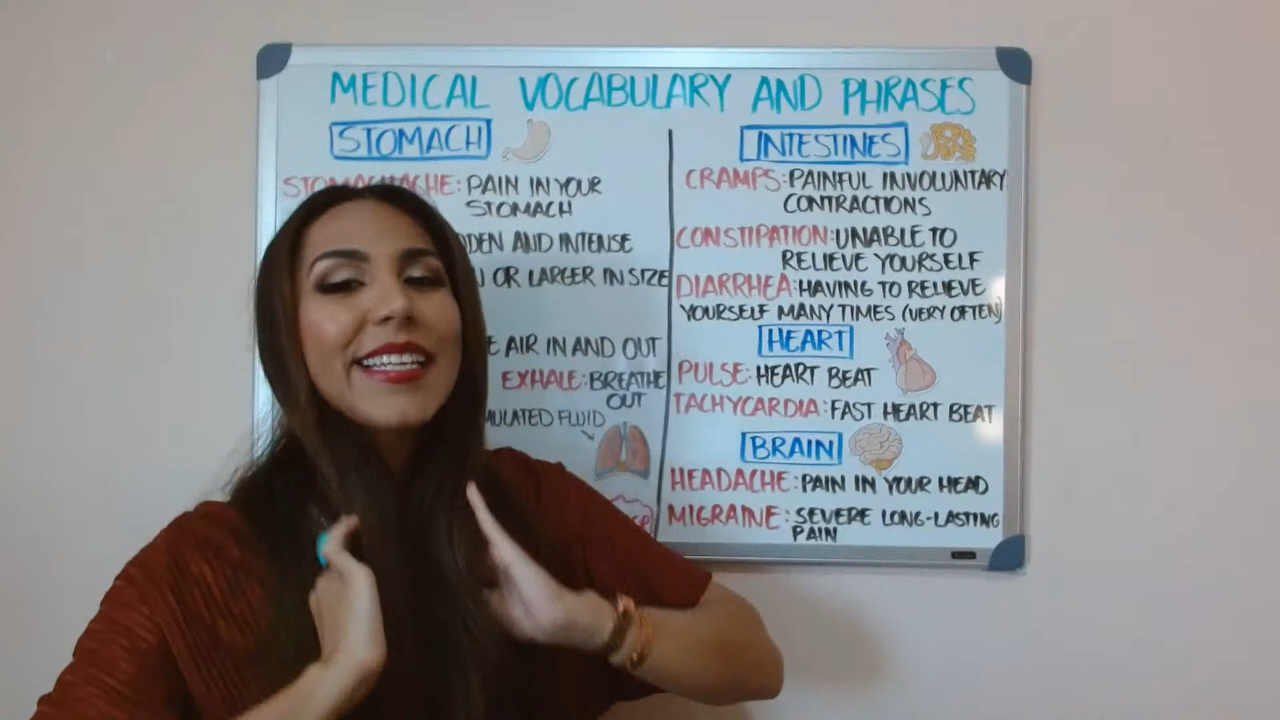 MEDICAL VOCABULARY AND PHRASES
STOMACH
STOMACHACHE: PAIN IN YOUR
STOMACH
AND INTENSE
OR LARGER IN SIZE
AIR IN AND OUT
EXHALE: BREATHE
OUT
FLUID
INTESTINES
CRAMPS: PAINFUL INVOLUNTARY
CONTRACTIONS
CONSTIPATION: UNABLE TO
RELIEVE YOURSELF
DIARRHEA: HAVING TO RELIEVE
YOURSELF MANY TIMES (VERY OFTEN)
HEART
PULSE: HEART BEAT
TACHYCARDIA: FAST HEART BEAT
BRAIN
HEADACHE: PAIN IN YOUR HEAD
MIGRAINE: SEVERE LONG-LASTING
PAIN